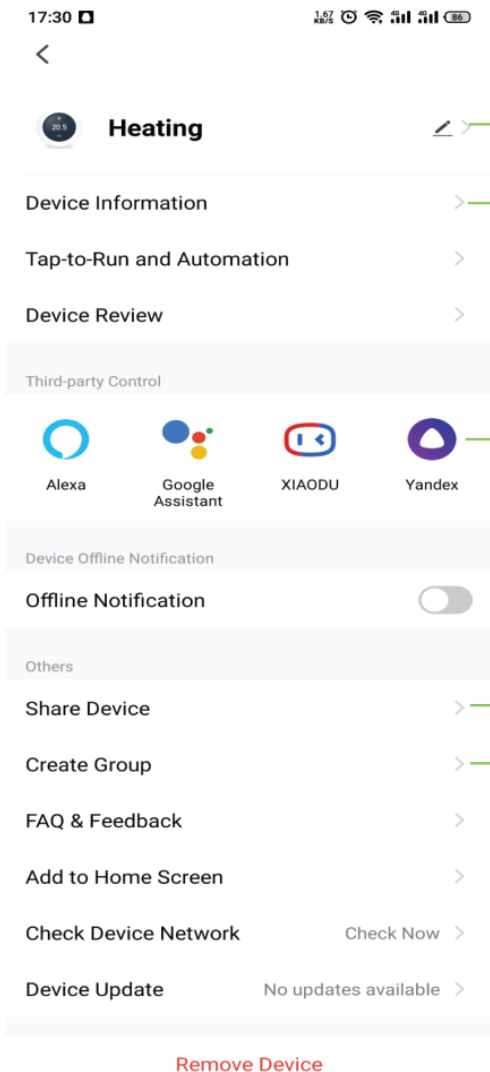 17:30
1.67 KB/S 4G 4G 86
20.5
Heating
Device Information
Tap-to-Run and Automation
Device Review
Third-party Control
Alexa
Google
Assistant
XIAODU
Yandex
Device Offline Notification
Offline Notification
Others
Share Device
Create Group
FAQ & Feedback
Add to Home Screen
Check Device Network Check Now
Device Update No updates available
Remove Device